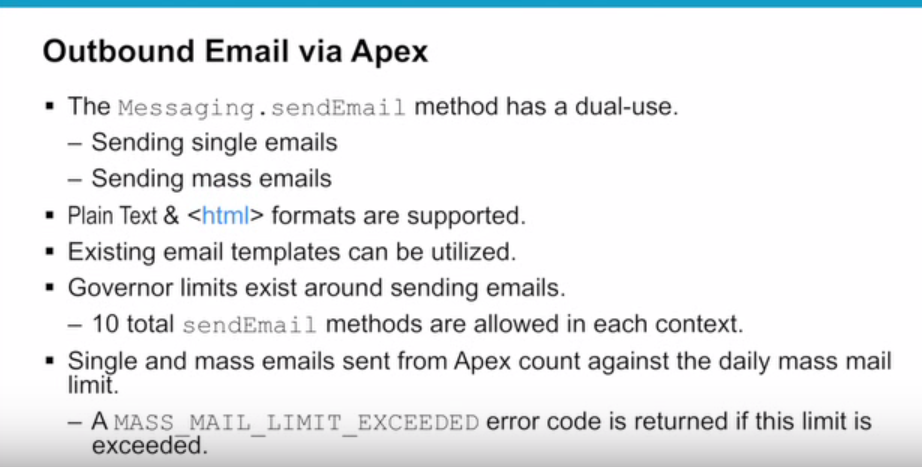 Outbound Email via Apex
▪ The Messaging.sendEmail method has a dual-use.
– Sending single emails
– Sending mass emails
▪ Plain Text & <html> formats are supported.
▪ Existing email templates can be utilized.
▪ Governor limits exist around sending emails.
– 10 total sendEmail methods are allowed in each context.
▪ Single and mass emails sent from Apex count against the daily mass mail
limit.
– A MASS_MAIL_LIMIT_EXCEEDED error code is returned if this limit is
exceeded.